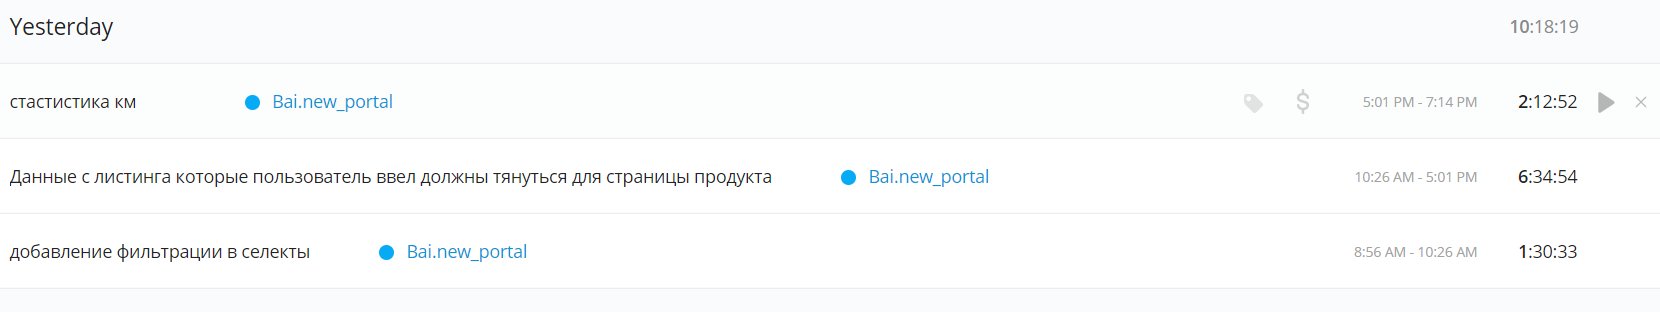 Yesterday 10:18:19
стастистика км Bai.new_portal 5:01 PM - 7:14 PM 2:12:52
Данные с листинга которые пользователь ввел должны тянуться для страницы продукта Bai.new_portal 10:26 AM - 5:01 PM 6:34:54
добавление фильтрации в селекты Bai.new_portal 8:56 AM - 10:26 AM 1:30:33